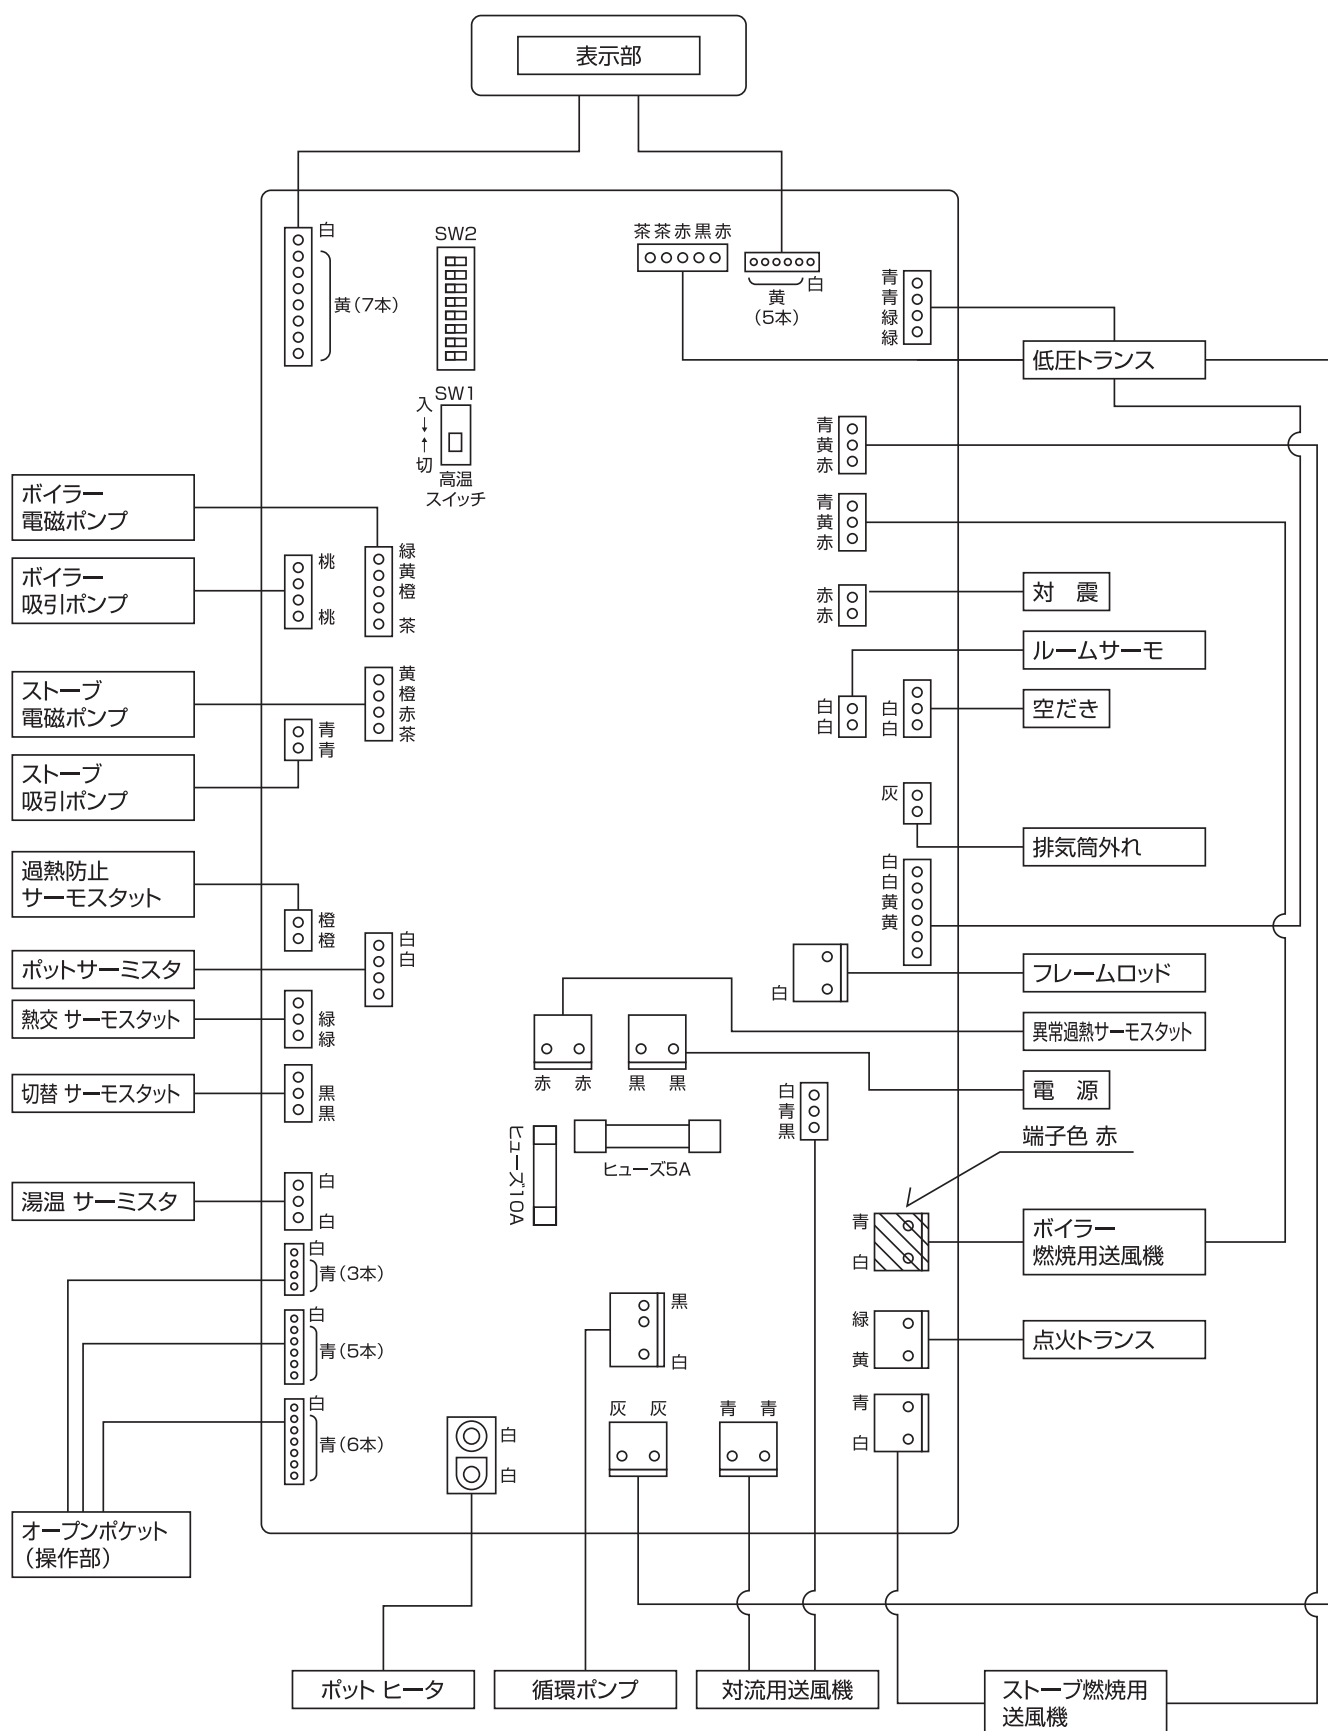 表示部
白
黄（7本）
SW2
茶茶赤黒赤
白
黄
（5本）
青
青
緑
緑
低圧トランス
SW1
入
切
高温
スイッチ
青
黄
赤
青
黄
赤
ボイラー
電磁ポンプ
ボイラー
吸引ポンプ
桃
桃
緑
黄
橙
茶
赤
赤
対　震
ルームサーモ
白
白
白
白
空だき
ストーブ
電磁ポンプ
黄
橙
赤
茶
青
青
ストーブ
吸引ポンプ
灰
排気筒外れ
白
白
黄
黄
過熱防止
サーモスタット
橙
橙
白
白
ポットサーミスタ
白
フレームロッド
熱交 サーモスタット
緑
緑
異常過熱サーモスタット
赤　赤
黒　黒
切替 サーモスタット
黒
黒
白
青
黒
電　源
ヒューズ10A
ヒューズ5A
端子色 赤
湯温 サーミスタ
白
白
青
白
ボイラー
燃焼用送風機
白
青（3本）
白
青（5本）
黒
白
緑
黄
点火トランス
白
青（6本）
白
白
灰　灰
青　青
青
白
オープンポケット
（操作部）
ポット ヒータ
循環ポンプ
対流用送風機
ストーブ燃焼用
送風機